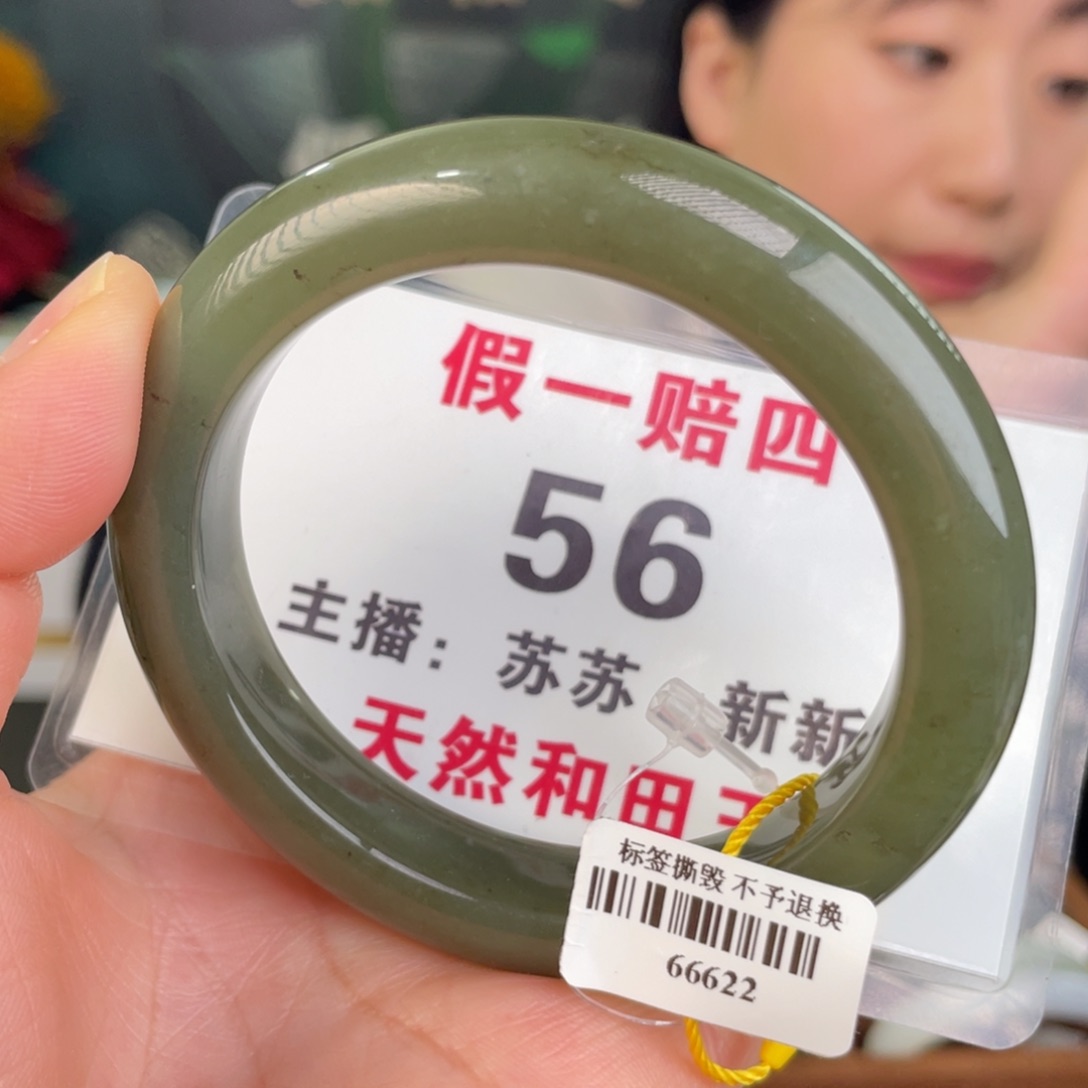 假一赔四
56
主播：苏苏 新新
天然和田玉
标签撕毁 不予退换
66622